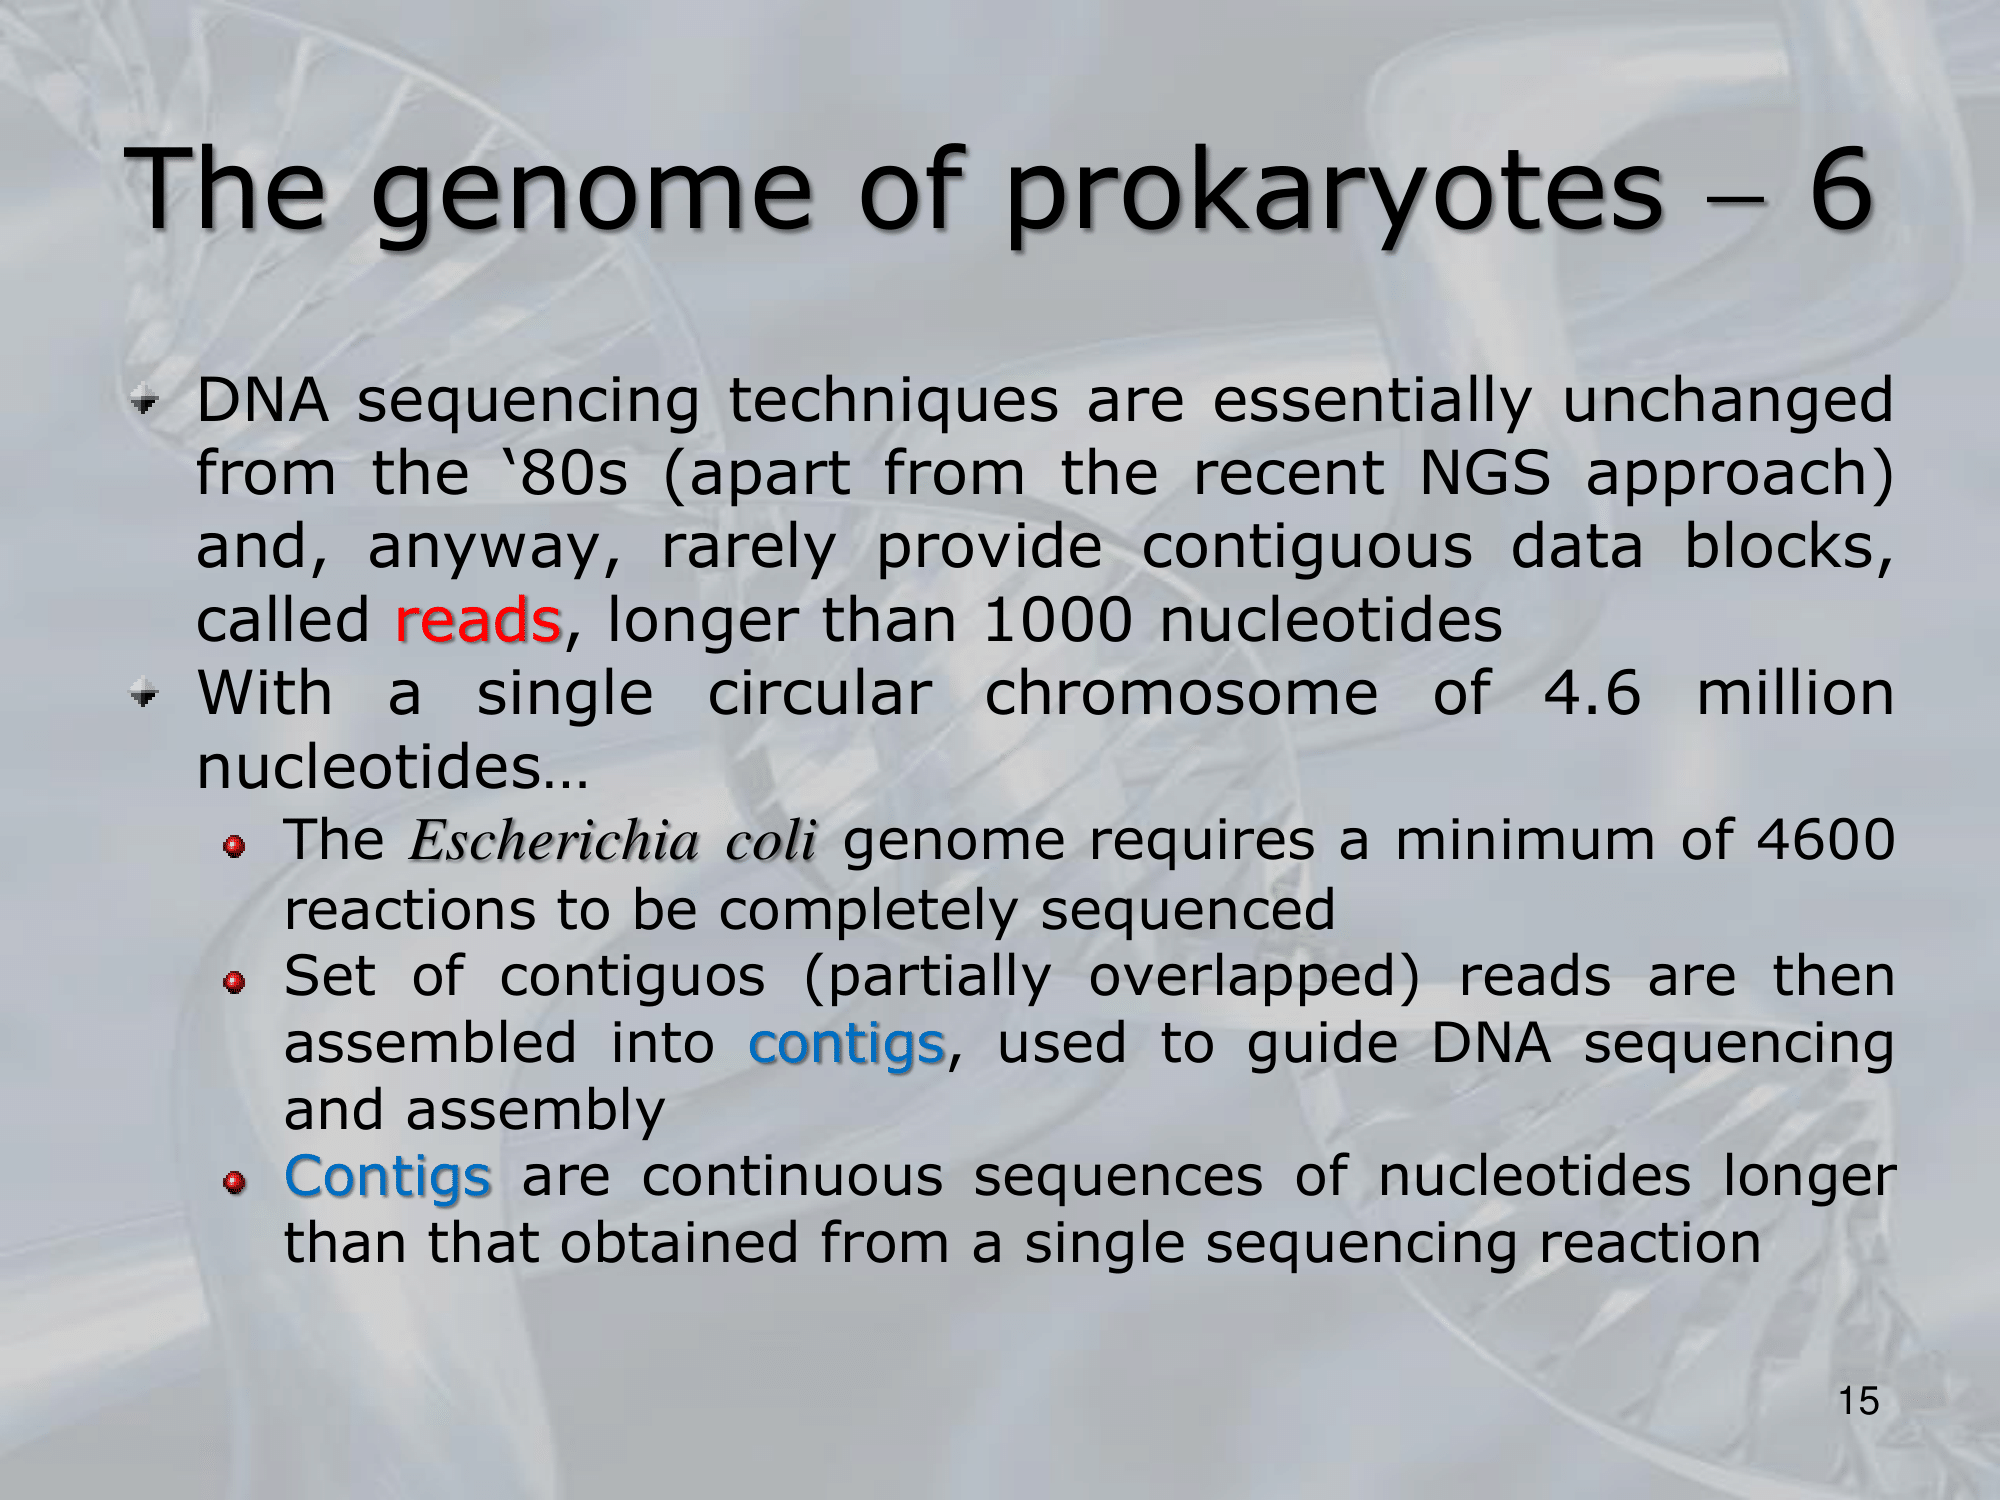 The genome of prokaryotes – 6
DNA sequencing techniques are essentially unchanged
from the ‘80s (apart from the recent NGS approach)
and, anyway, rarely provide contiguous data blocks,
called reads, longer than 1000 nucleotides
With a single circular chromosome of 4.6 million
nucleotides…
The Escherichia coli genome requires a minimum of 4600
reactions to be completely sequenced
Set of contiguos (partially overlapped) reads are then
assembled into contigs, used to guide DNA sequencing
and assembly
Contigs are continuous sequences of nucleotides longer
than that obtained from a single sequencing reaction
15